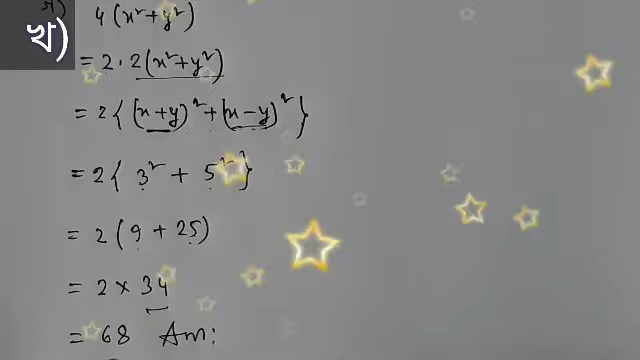 খ)
4(x²+y²)
= 2 · 2(x²+y²)
= 2{(x+y)²+(x-y)²}
= 2{3² + 5²}
= 2(9 + 25)
= 2 × 34
= 68 Am: